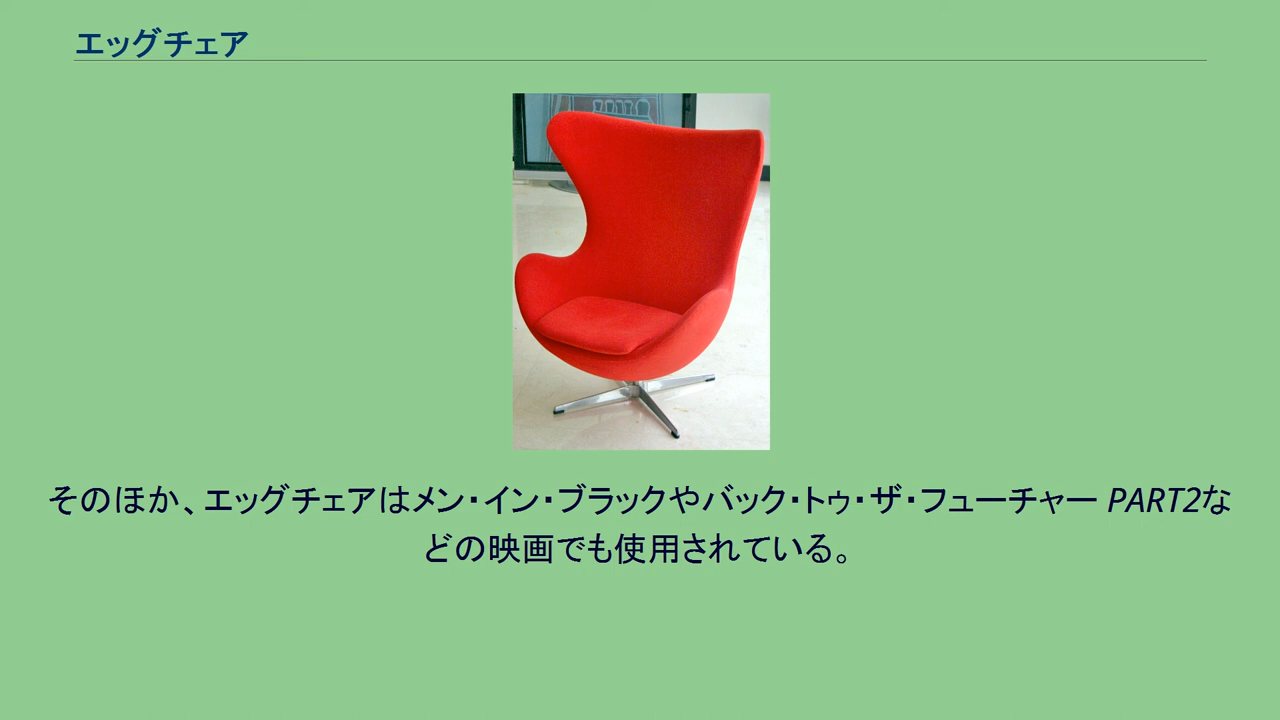 エッグチェア
そのほか、エッグチェアはメン・イン・ブラックやバック・トゥ・ザ・フューチャー PART2な
どの映画でも使用されている。